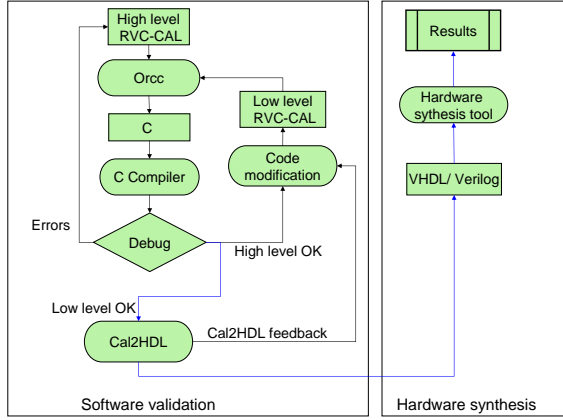 High level
RVC-CAL
Orcc
C
C Compiler
Debug
Errors
Low level
RVC-CAL
Code
modification
High level OK
Low level OK
Cal2HDL
Cal2HDL feedback
Software validation
Results
Hardware
sythesis tool
VHDL/ Verilog
Hardware synthesis